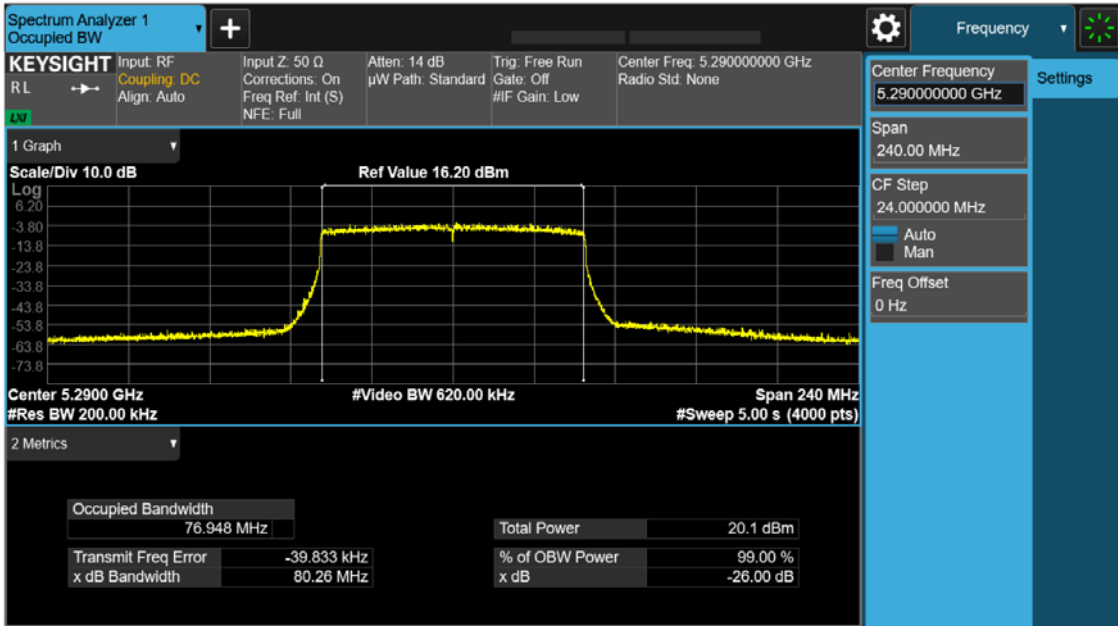 Spectrum Analyzer 1
Occupied BW
Frequency
KEYSIGHT
R L
LXI
Input: RF
Coupling: DC
Align: Auto
Input Z: 50 Ω
Corrections: On
Freq Ref: Int (S)
NFE: Full
Atten: 14 dB
µW Path: Standard
Trig: Free Run
Gate: Off
#IF Gain: Low
Center Freq: 5.290000000 GHz
Radio Std: None
Center Frequency
5.290000000 GHz
Settings
Span
240.00 MHz
CF Step
24.000000 MHz
Auto
Man
Freq Offset
0 Hz
1 Graph
Scale/Div 10.0 dB
Ref Value 16.20 dBm
Log
6.20
-3.80
-13.8
-23.8
-33.8
-43.8
-53.8
-63.8
-73.8
Center 5.2900 GHz
#Video BW 620.00 kHz
Span 240 MHz
#Res BW 200.00 kHz
#Sweep 5.00 s (4000 pts)
2 Metrics
Occupied Bandwidth
76.948 MHz
Total Power 20.1 dBm
Transmit Freq Error -39.833 kHz
% of OBW Power 99.00 %
x dB Bandwidth 80.26 MHz
x dB -26.00 dB